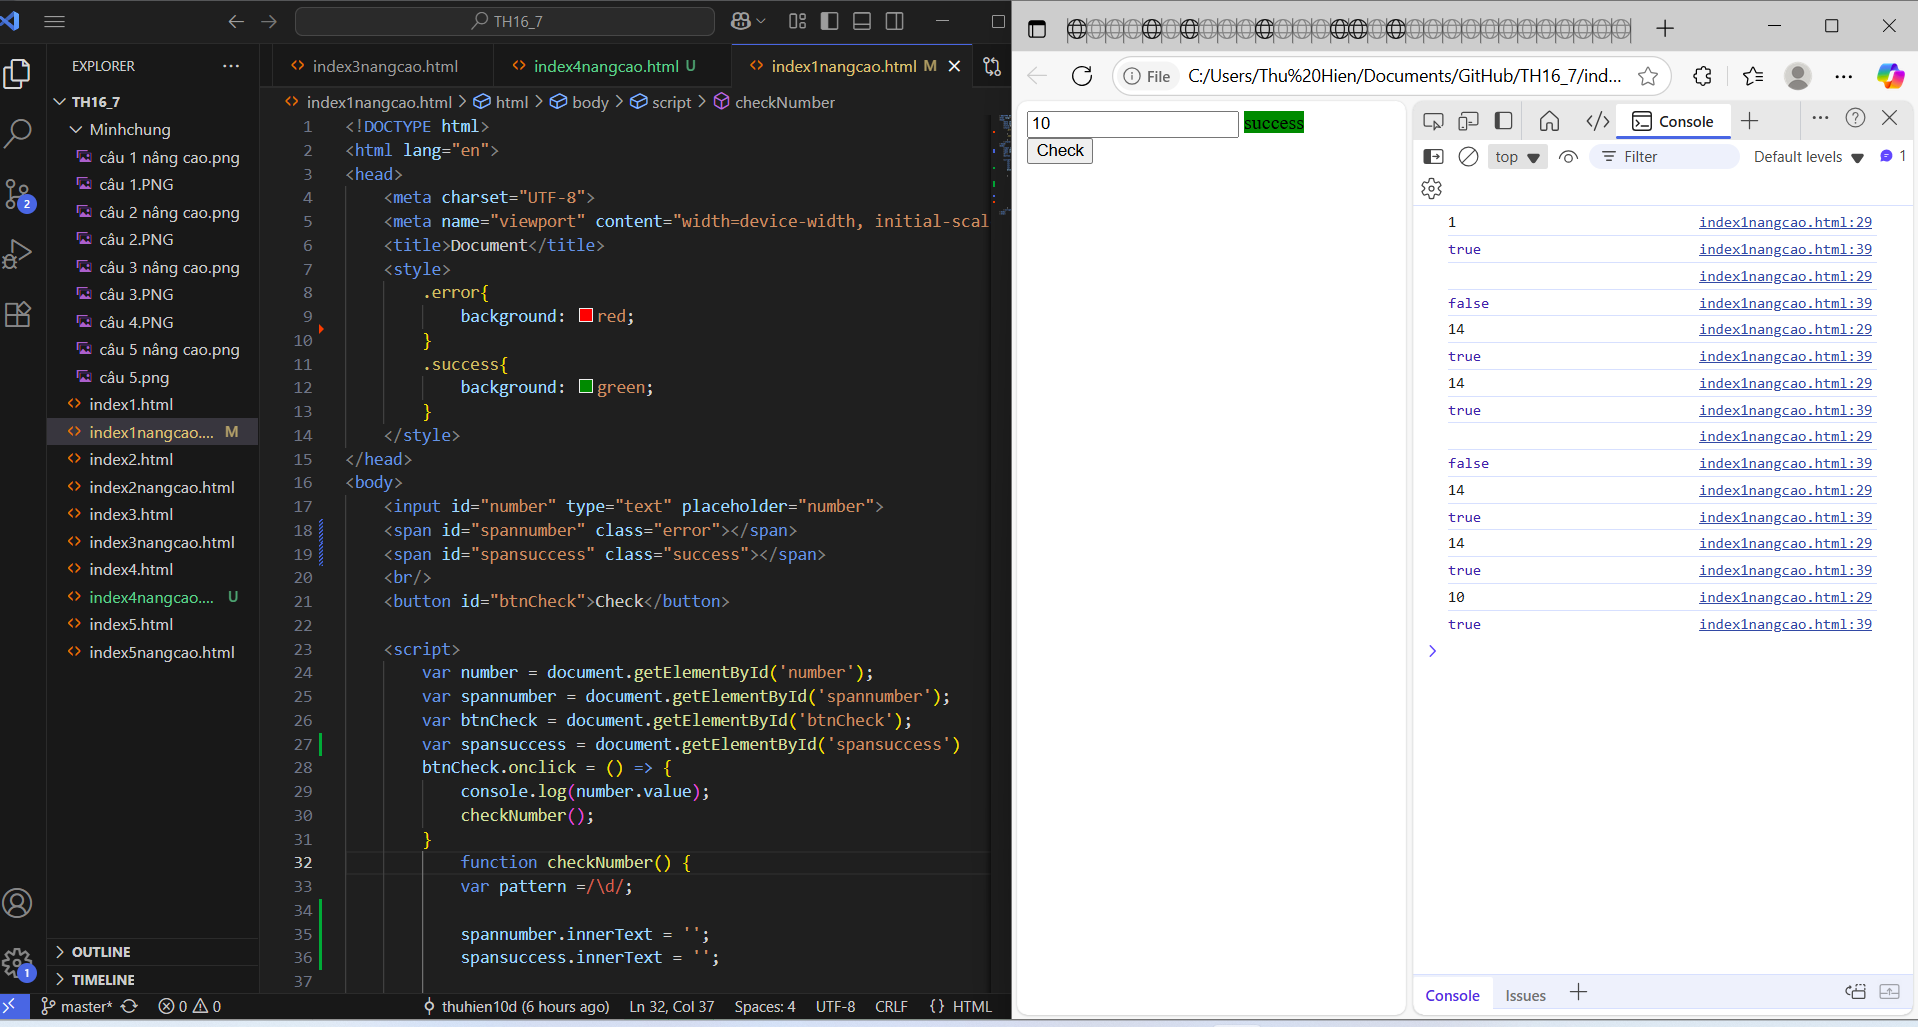 TH16_7
EXPLORER
TH16_7
Minhchung
câu 1 nâng cao.png
câu 1.PNG
câu 2 nâng cao.png
câu 2.PNG
câu 3 nâng cao.png
câu 3.PNG
câu 4.PNG
câu 5 nâng cao.png
câu 5.png
index1.html
index1nangcao.... M
index2.html
index2nangcao.html
index3.html
index3nangcao.html
index4.html
index4nangcao.... U
index5.html
index5nangcao.html
OUTLINE
TIMELINE
2
1
index3nangcao.html
index4nangcao.html U
index1nangcao.html M
index1nangcao.html > html > body > script > checkNumber
1 <!DOCTYPE html>
2 <html lang="en">
3 <head>
4 <meta charset="UTF-8">
5 <meta name="viewport" content="width=device-width, initial-scal
6 <title>Document</title>
7 <style>
8 .error{
9 background: red;
10 }
11 .success{
12 background: green;
13 }
14 </style>
15 </head>
16 <body>
17 <input id="number" type="text" placeholder="number">
18 <span id="spannumber" class="error"></span>
19 <span id="spansuccess" class="success"></span>
20 <br/>
21 <button id="btnCheck">Check</button>
22
23 <script>
24 var number = document.getElementById('number');
25 var spannumber = document.getElementById('spannumber');
26 var btnCheck = document.getElementById('btnCheck');
27 var spansuccess = document.getElementById('spansuccess')
28 btnCheck.onclick = () => {
29 console.log(number.value);
30 checkNumber();
31 }
32 function checkNumber() {
33 var pattern =/\d/;
34
35 spannumber.innerText = '';
36 spansuccess.innerText = '';
37
master* 0 0 thuhien10d (6 hours ago) Ln 32, Col 37 Spaces: 4 UTF-8 CRLF {} HTML
File C:/Users/Thu%20Hien/Documents/GitHub/TH16_7/ind...
10 success
Check
Console
top Filter Default levels 1
1 index1nangcao.html:29
true index1nangcao.html:39
index1nangcao.html:29
false index1nangcao.html:39
14 index1nangcao.html:29
true index1nangcao.html:39
14 index1nangcao.html:29
true index1nangcao.html:39
index1nangcao.html:29
false index1nangcao.html:39
14 index1nangcao.html:29
true index1nangcao.html:39
14 index1nangcao.html:29
true index1nangcao.html:39
10 index1nangcao.html:29
true index1nangcao.html:39
Console Issues